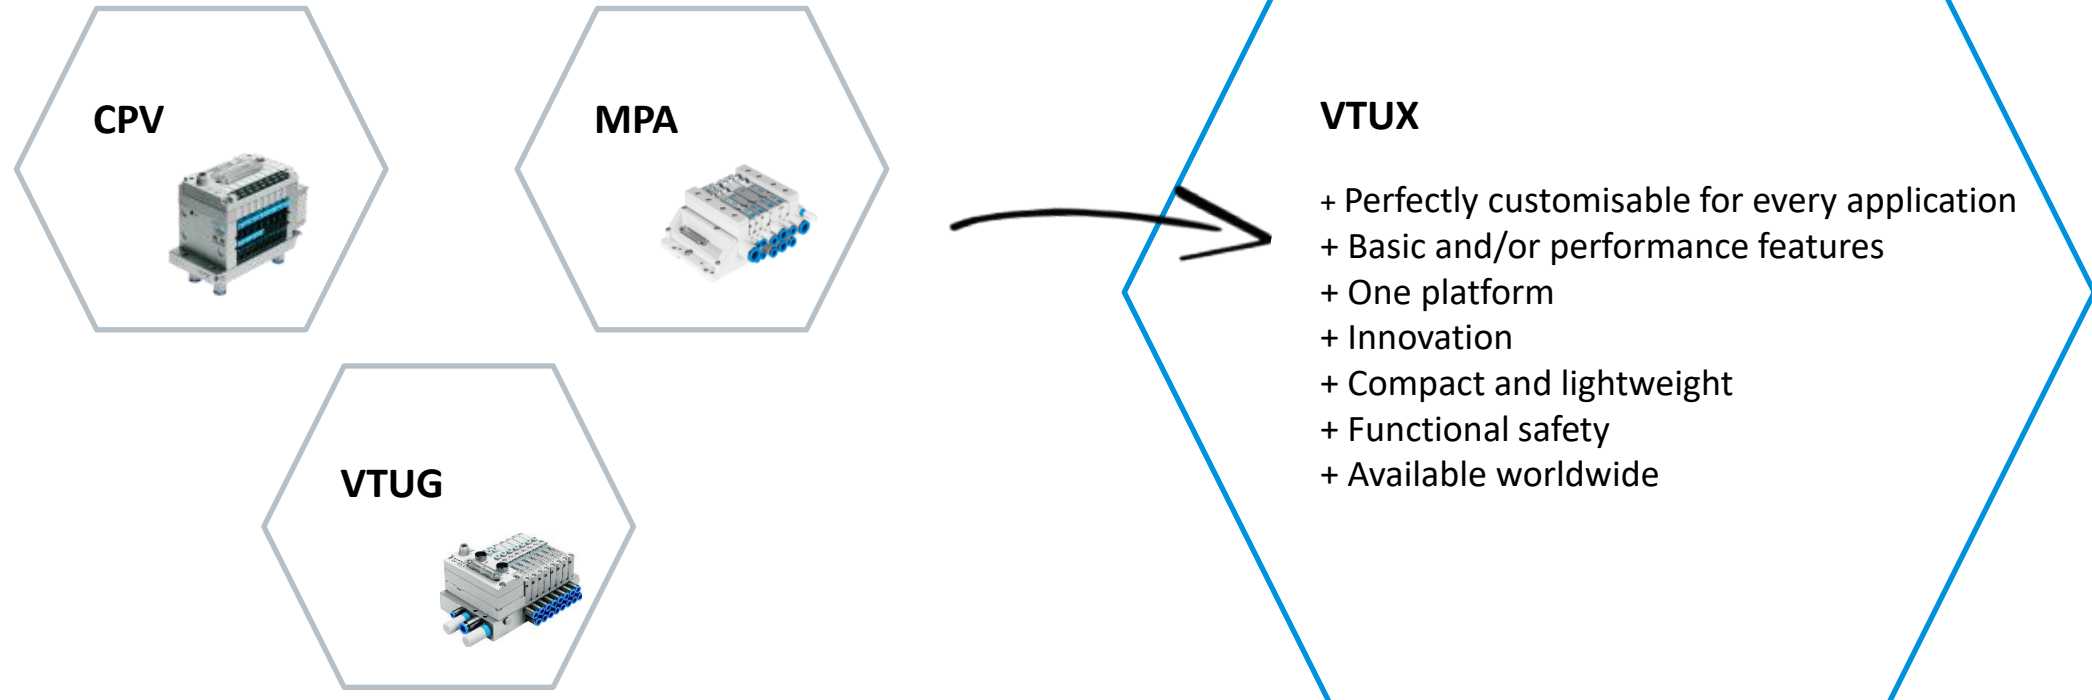 CPV
MPA
VTUG
VTUX
+ Perfectly customisable for every application
+ Basic and/or performance features
+ One platform
+ Innovation
+ Compact and lightweight
+ Functional safety
+ Available worldwide